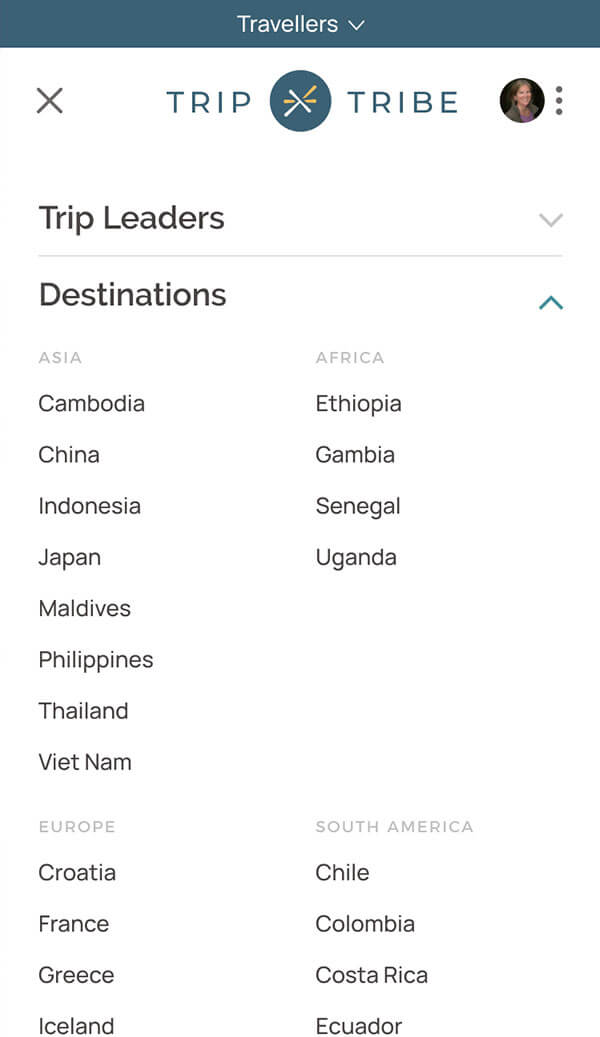 Travellers
TRIP TRIBE
Trip Leaders
Destinations
ASIA
Cambodia
China
Indonesia
Japan
Maldives
Philippines
Thailand
Viet Nam
AFRICA
Ethiopia
Gambia
Senegal
Uganda
EUROPE
Croatia
France
Greece
Iceland
SOUTH AMERICA
Chile
Colombia
Costa Rica
Ecuador